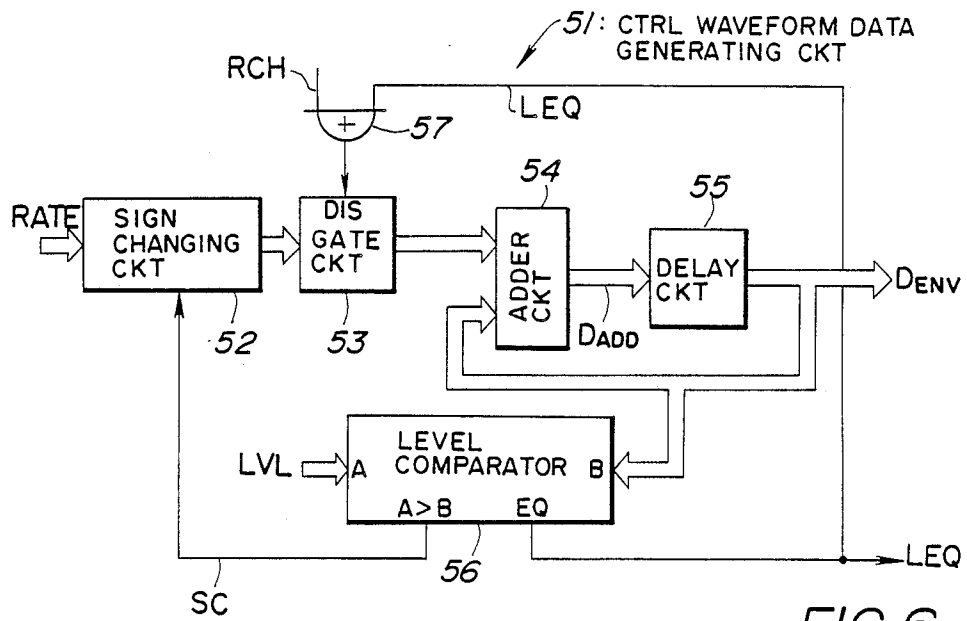 51: CTRL WAVEFORM DATA
GENERATING CKT
RCH
LEQ
+
57
54
55
RATE
SIGN
CHANGING
CKT
DIS
GATE
CKT
ADDER
CKT
DELAY
CKT
DENV
52
53
DADD
LVL
A
LEVEL
COMPARATOR
B
A>B
EQ
56
LEQ
SC